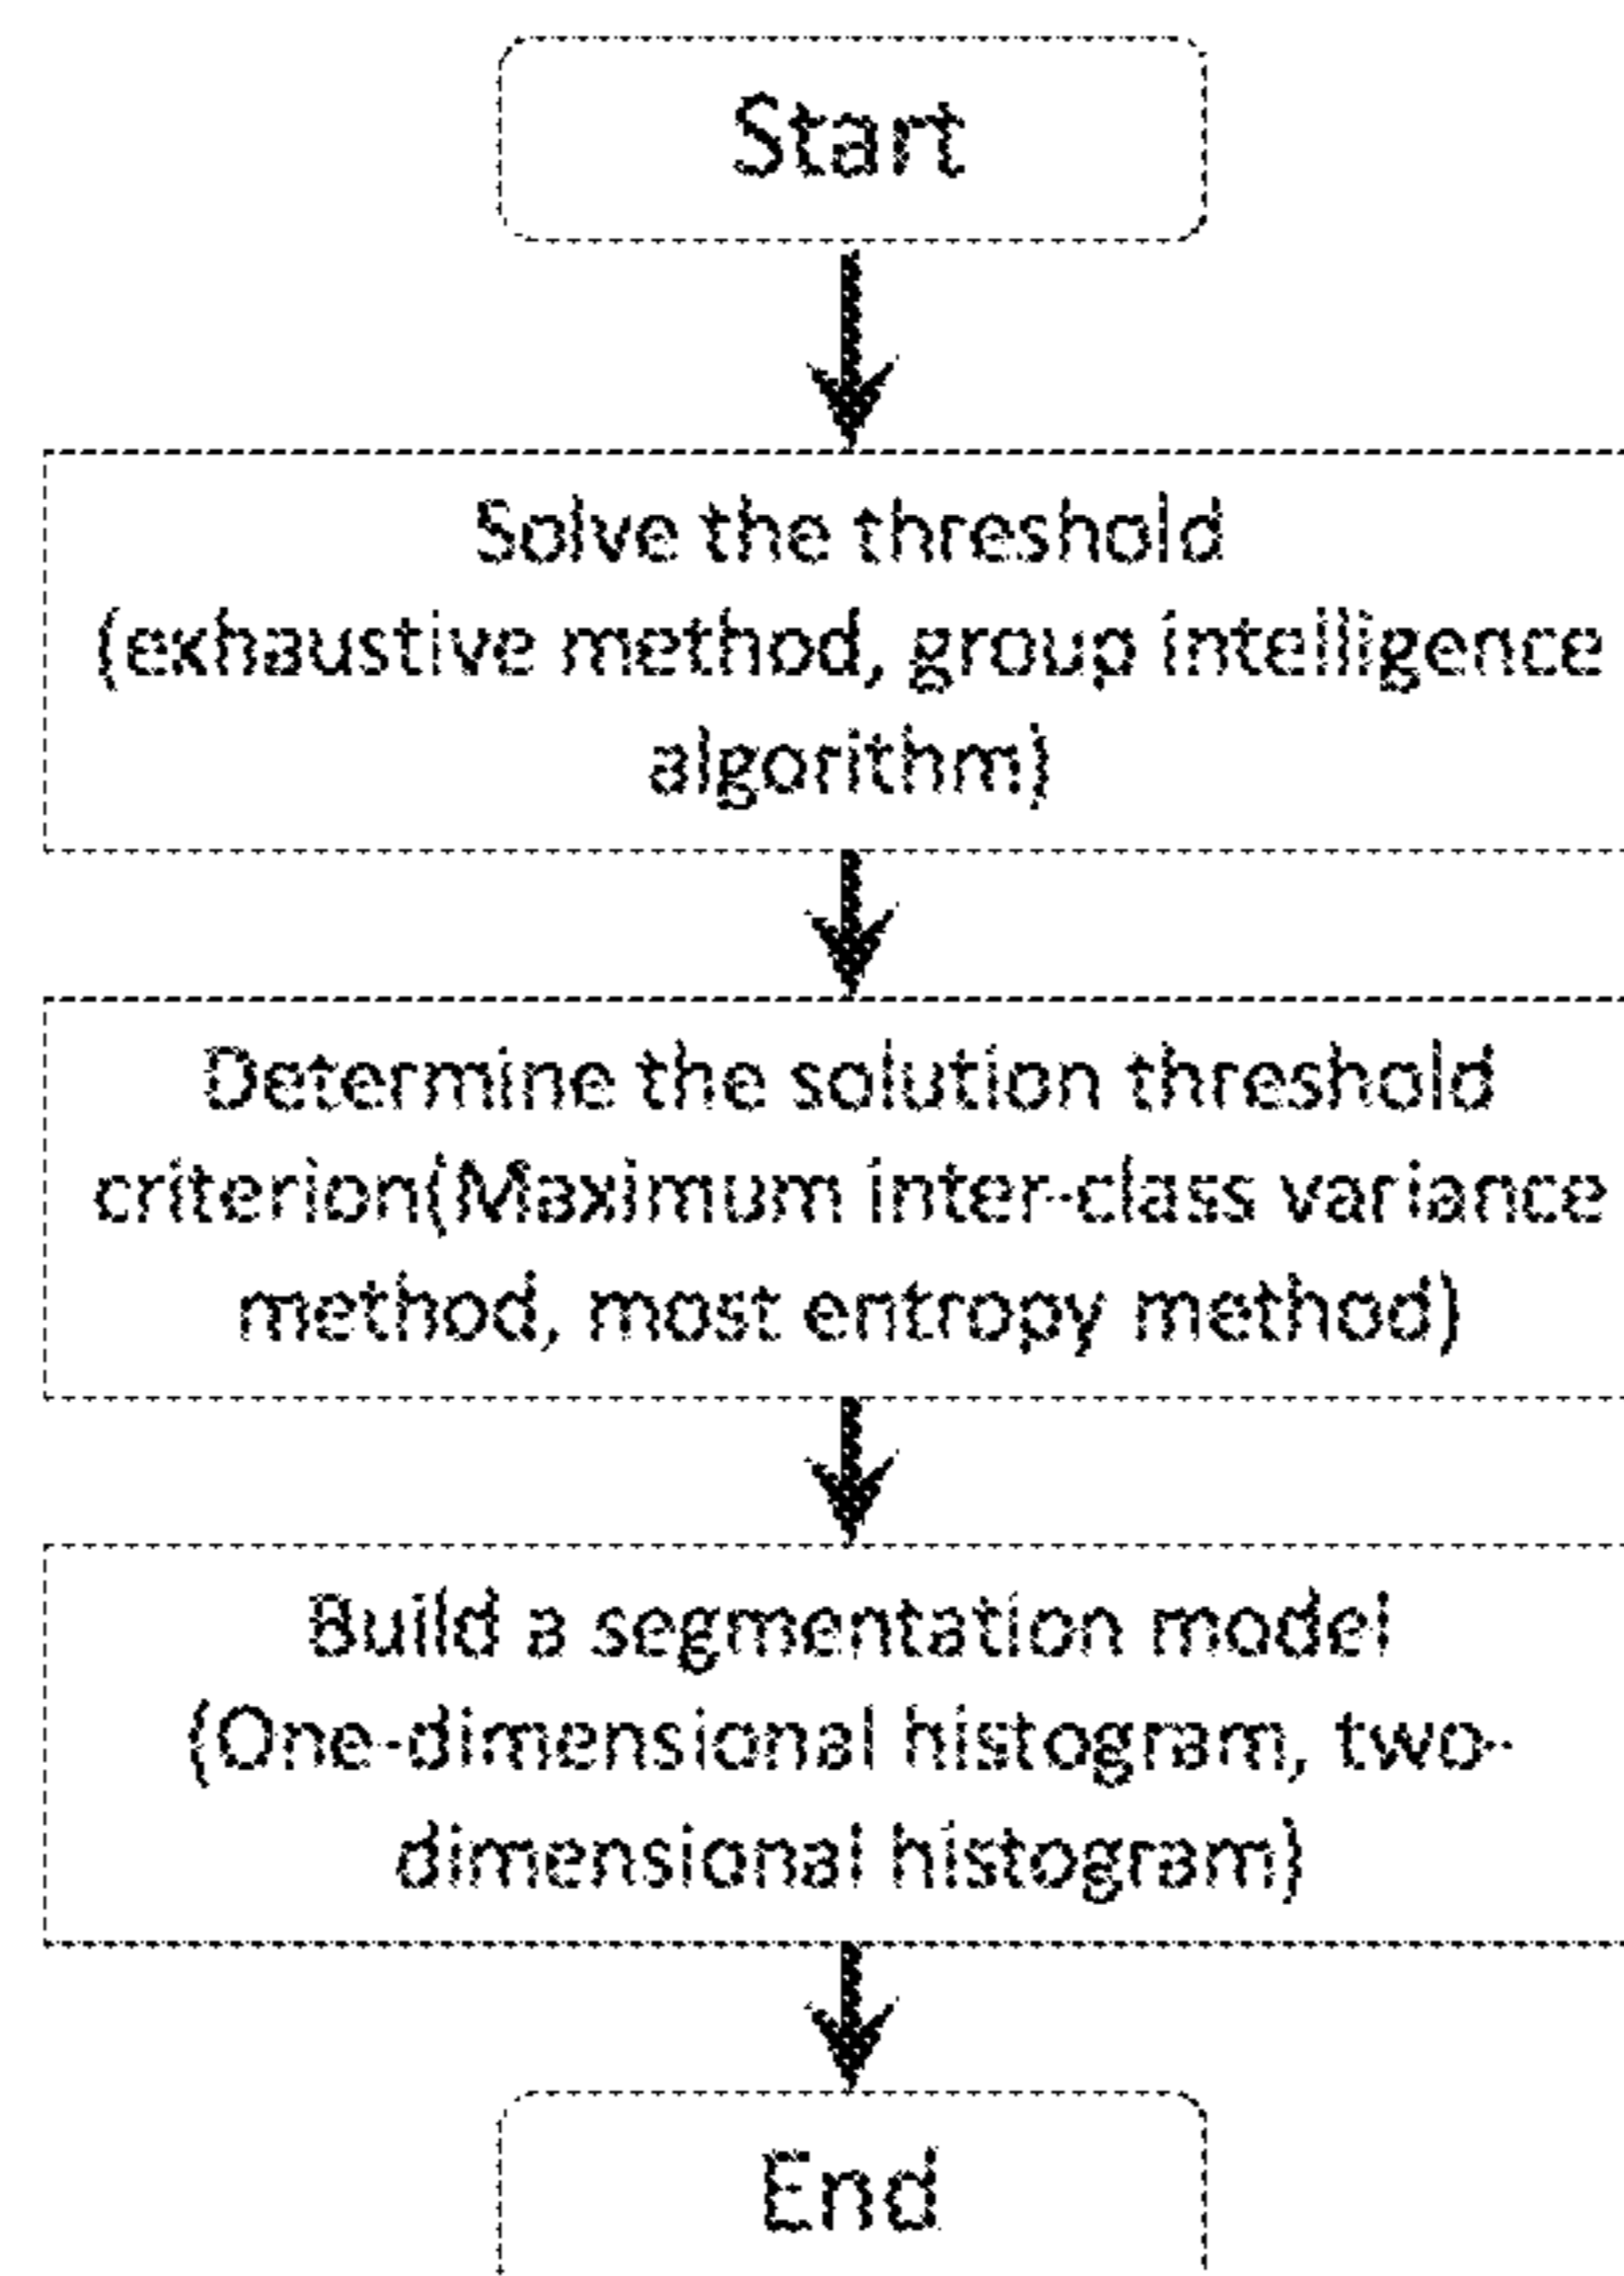 Start
Solve the threshold
(exhaustive method, group intelligence
algorithm)
Determine the solution threshold
criterion(Maximum inter-class variance
method, most entropy method)
Build a segmentation model
(One-dimensional histogram, two-
dimensional histogram)
End